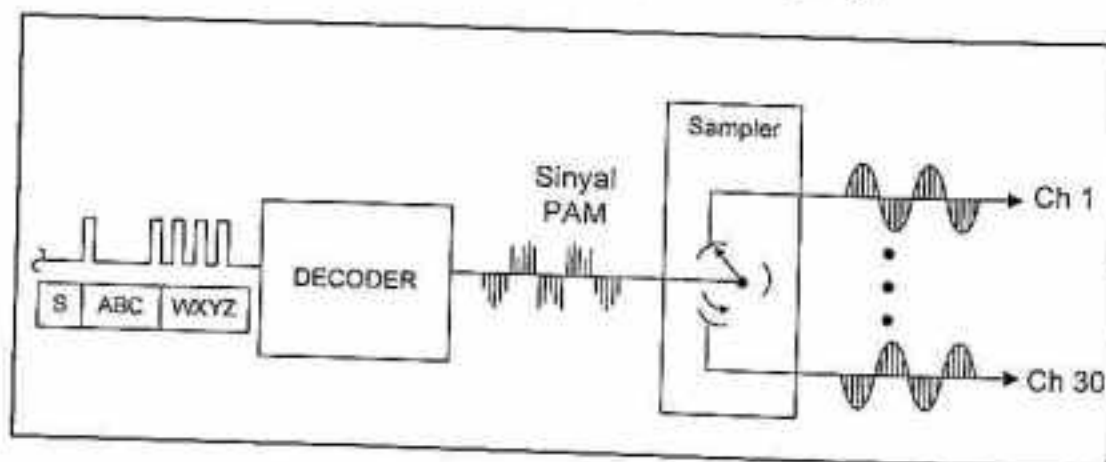 Sampler
Sinyal
PAM
Ch 1
DECODER
S ABC WXYZ
Ch 30